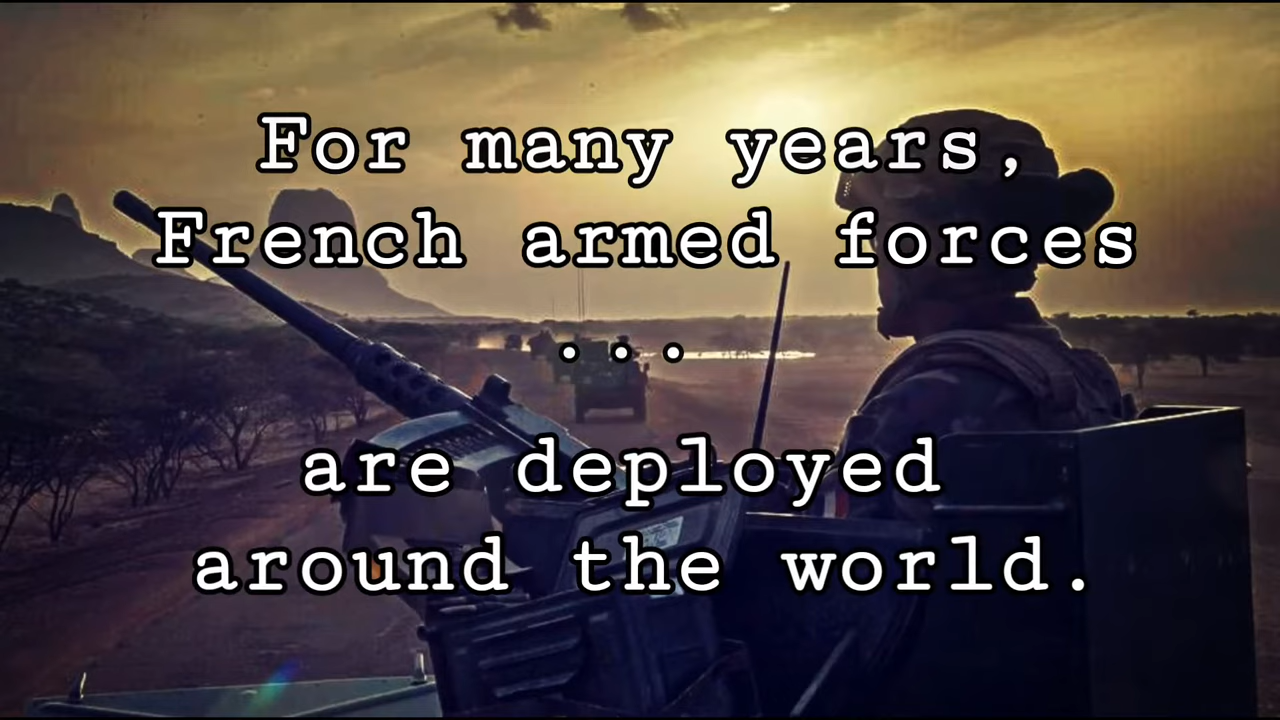 For many years,
French armed forces
...
are deployed
around the world.